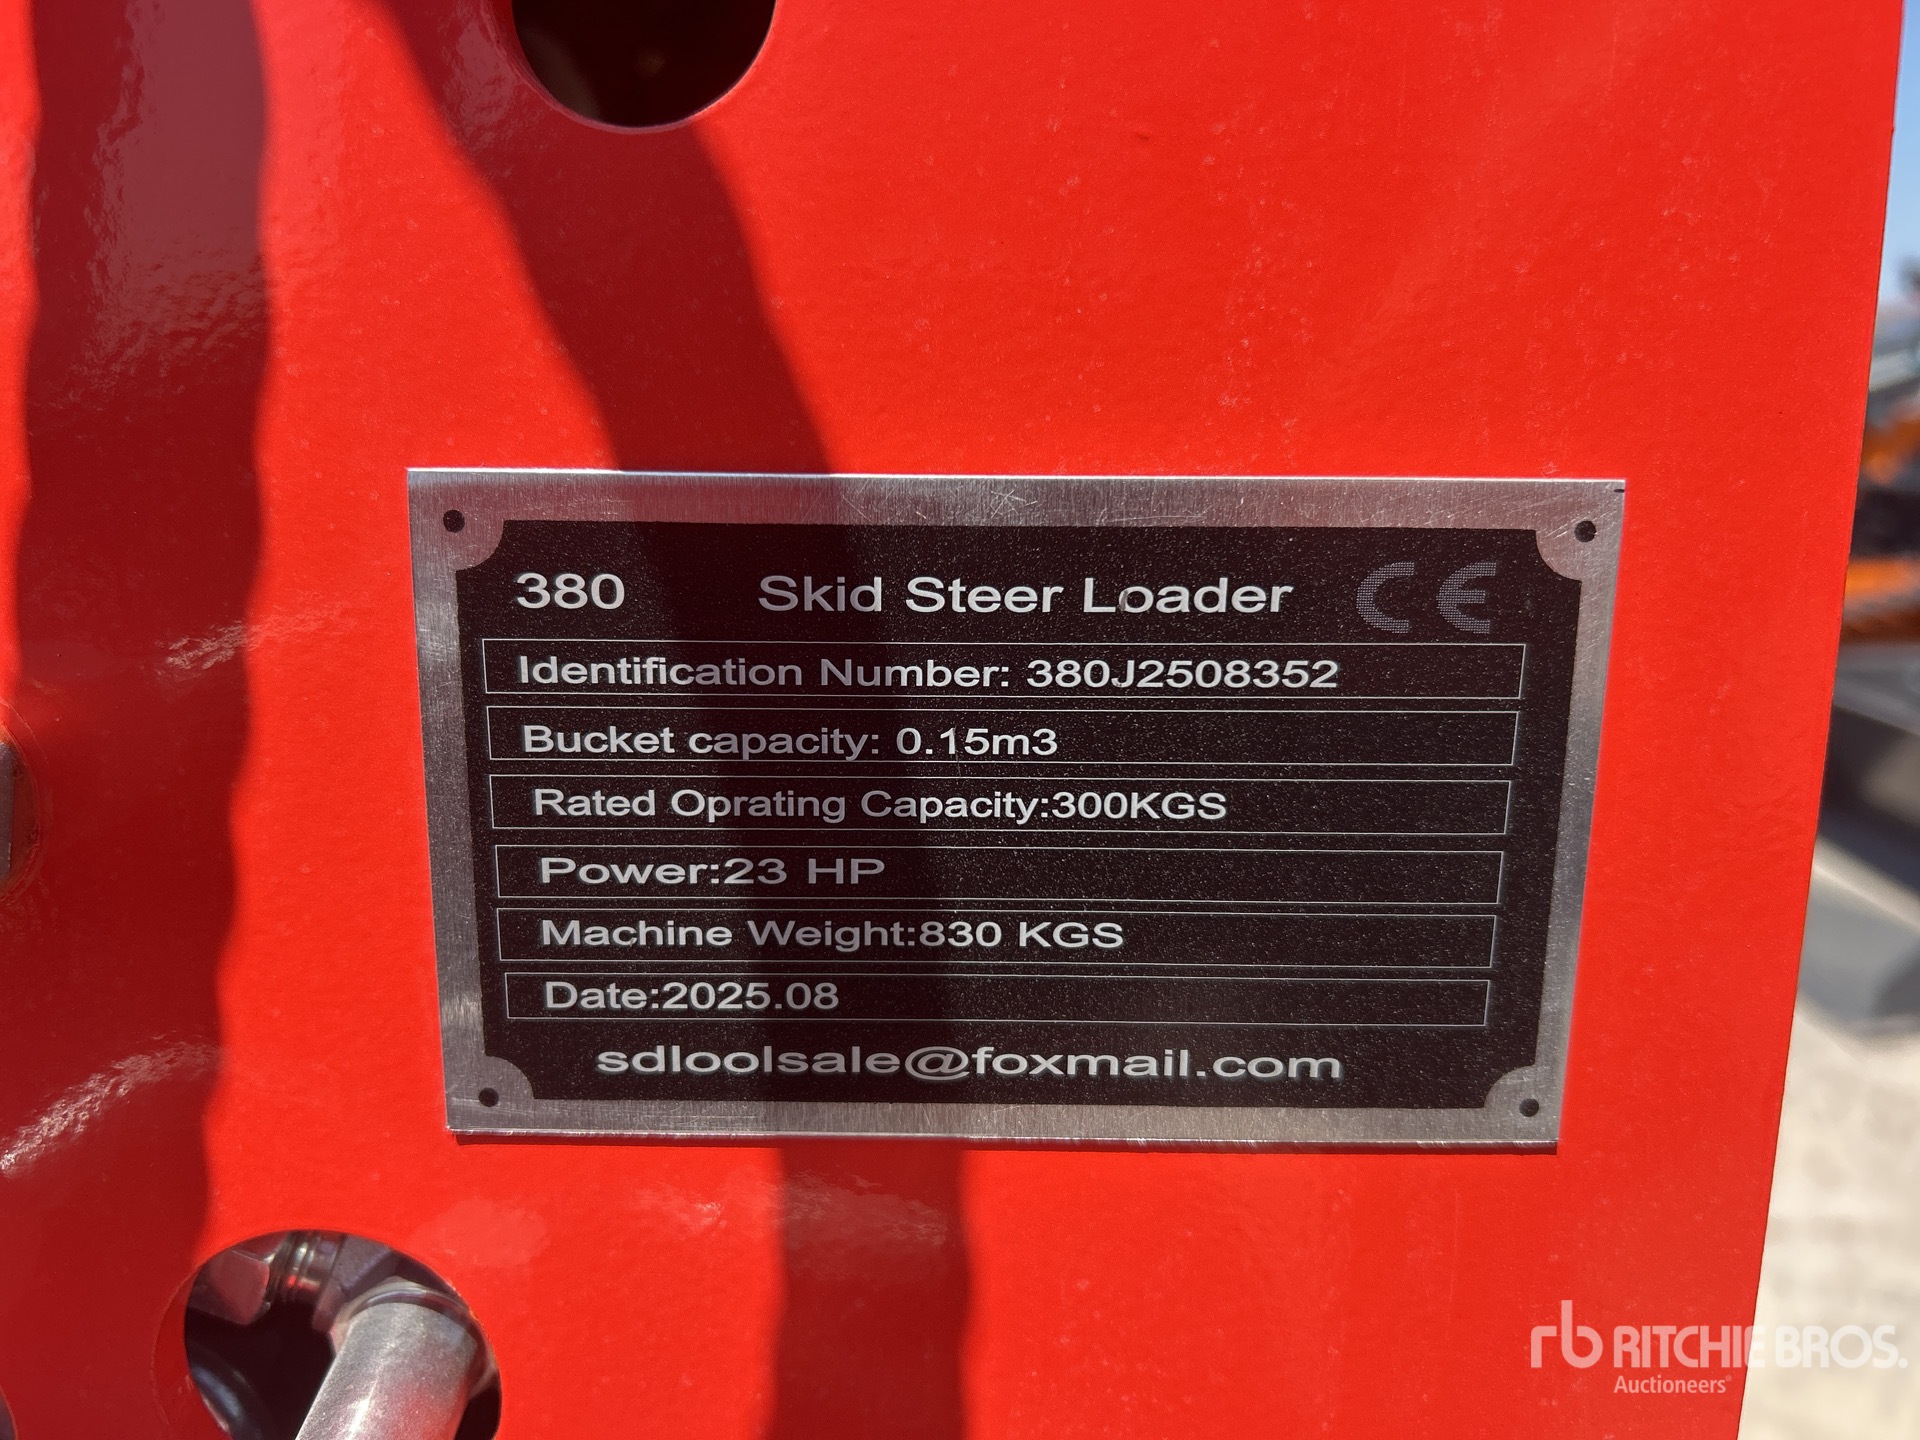 380 Skid Steer Loader CE
Identification Number: 380J2508352
Bucket capacity: 0.15m3
Rated Oprating Capacity:300KGS
Power:23 HP
Machine Weight:830 KGS
Date:2025.08
sdloolsale@foxmail.com
rb RITCHIE BROS.
Auctioneers